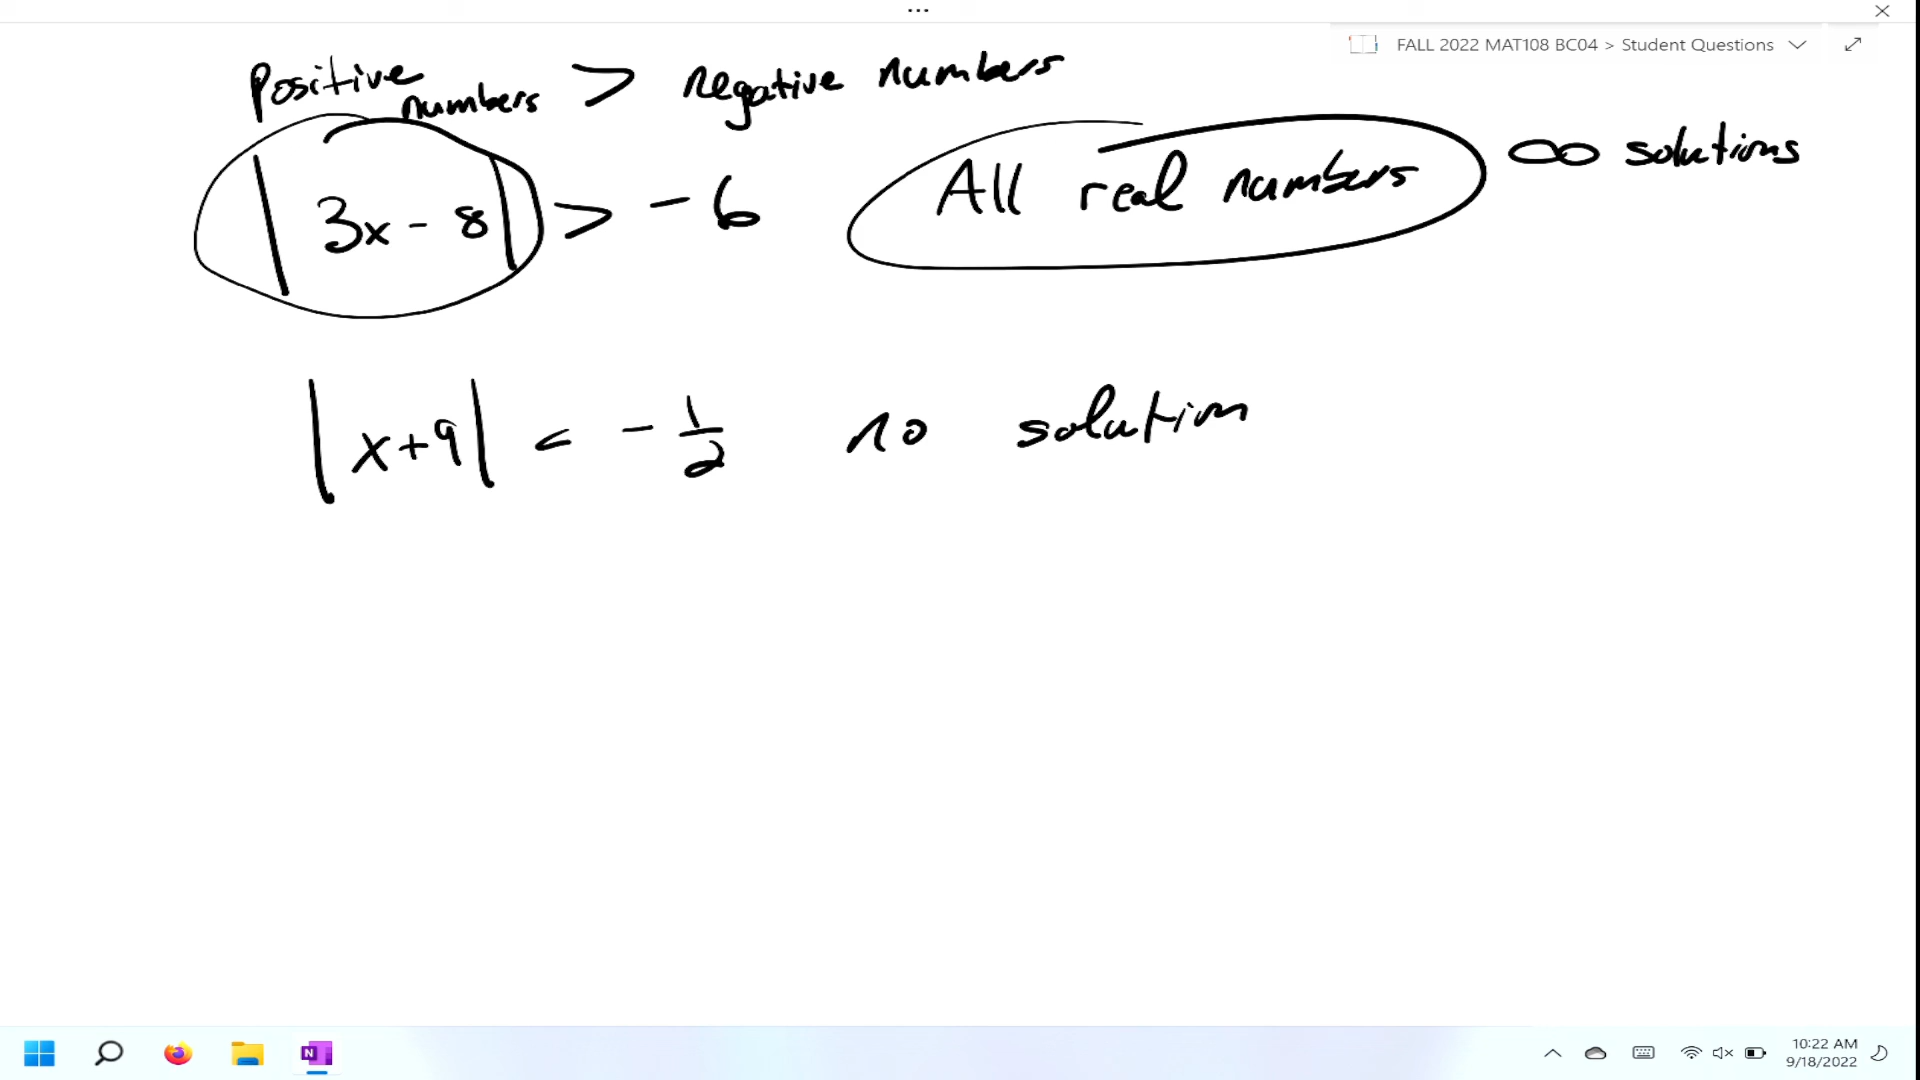 ...
FALL 2022 MAT108 BC04 > Student Questions
positive numbers > negative numbers
|3x - 8| > -6 All real numbers ∞ solutions
|x+9| < -1/2 no solution
10:22 AM
9/18/2022